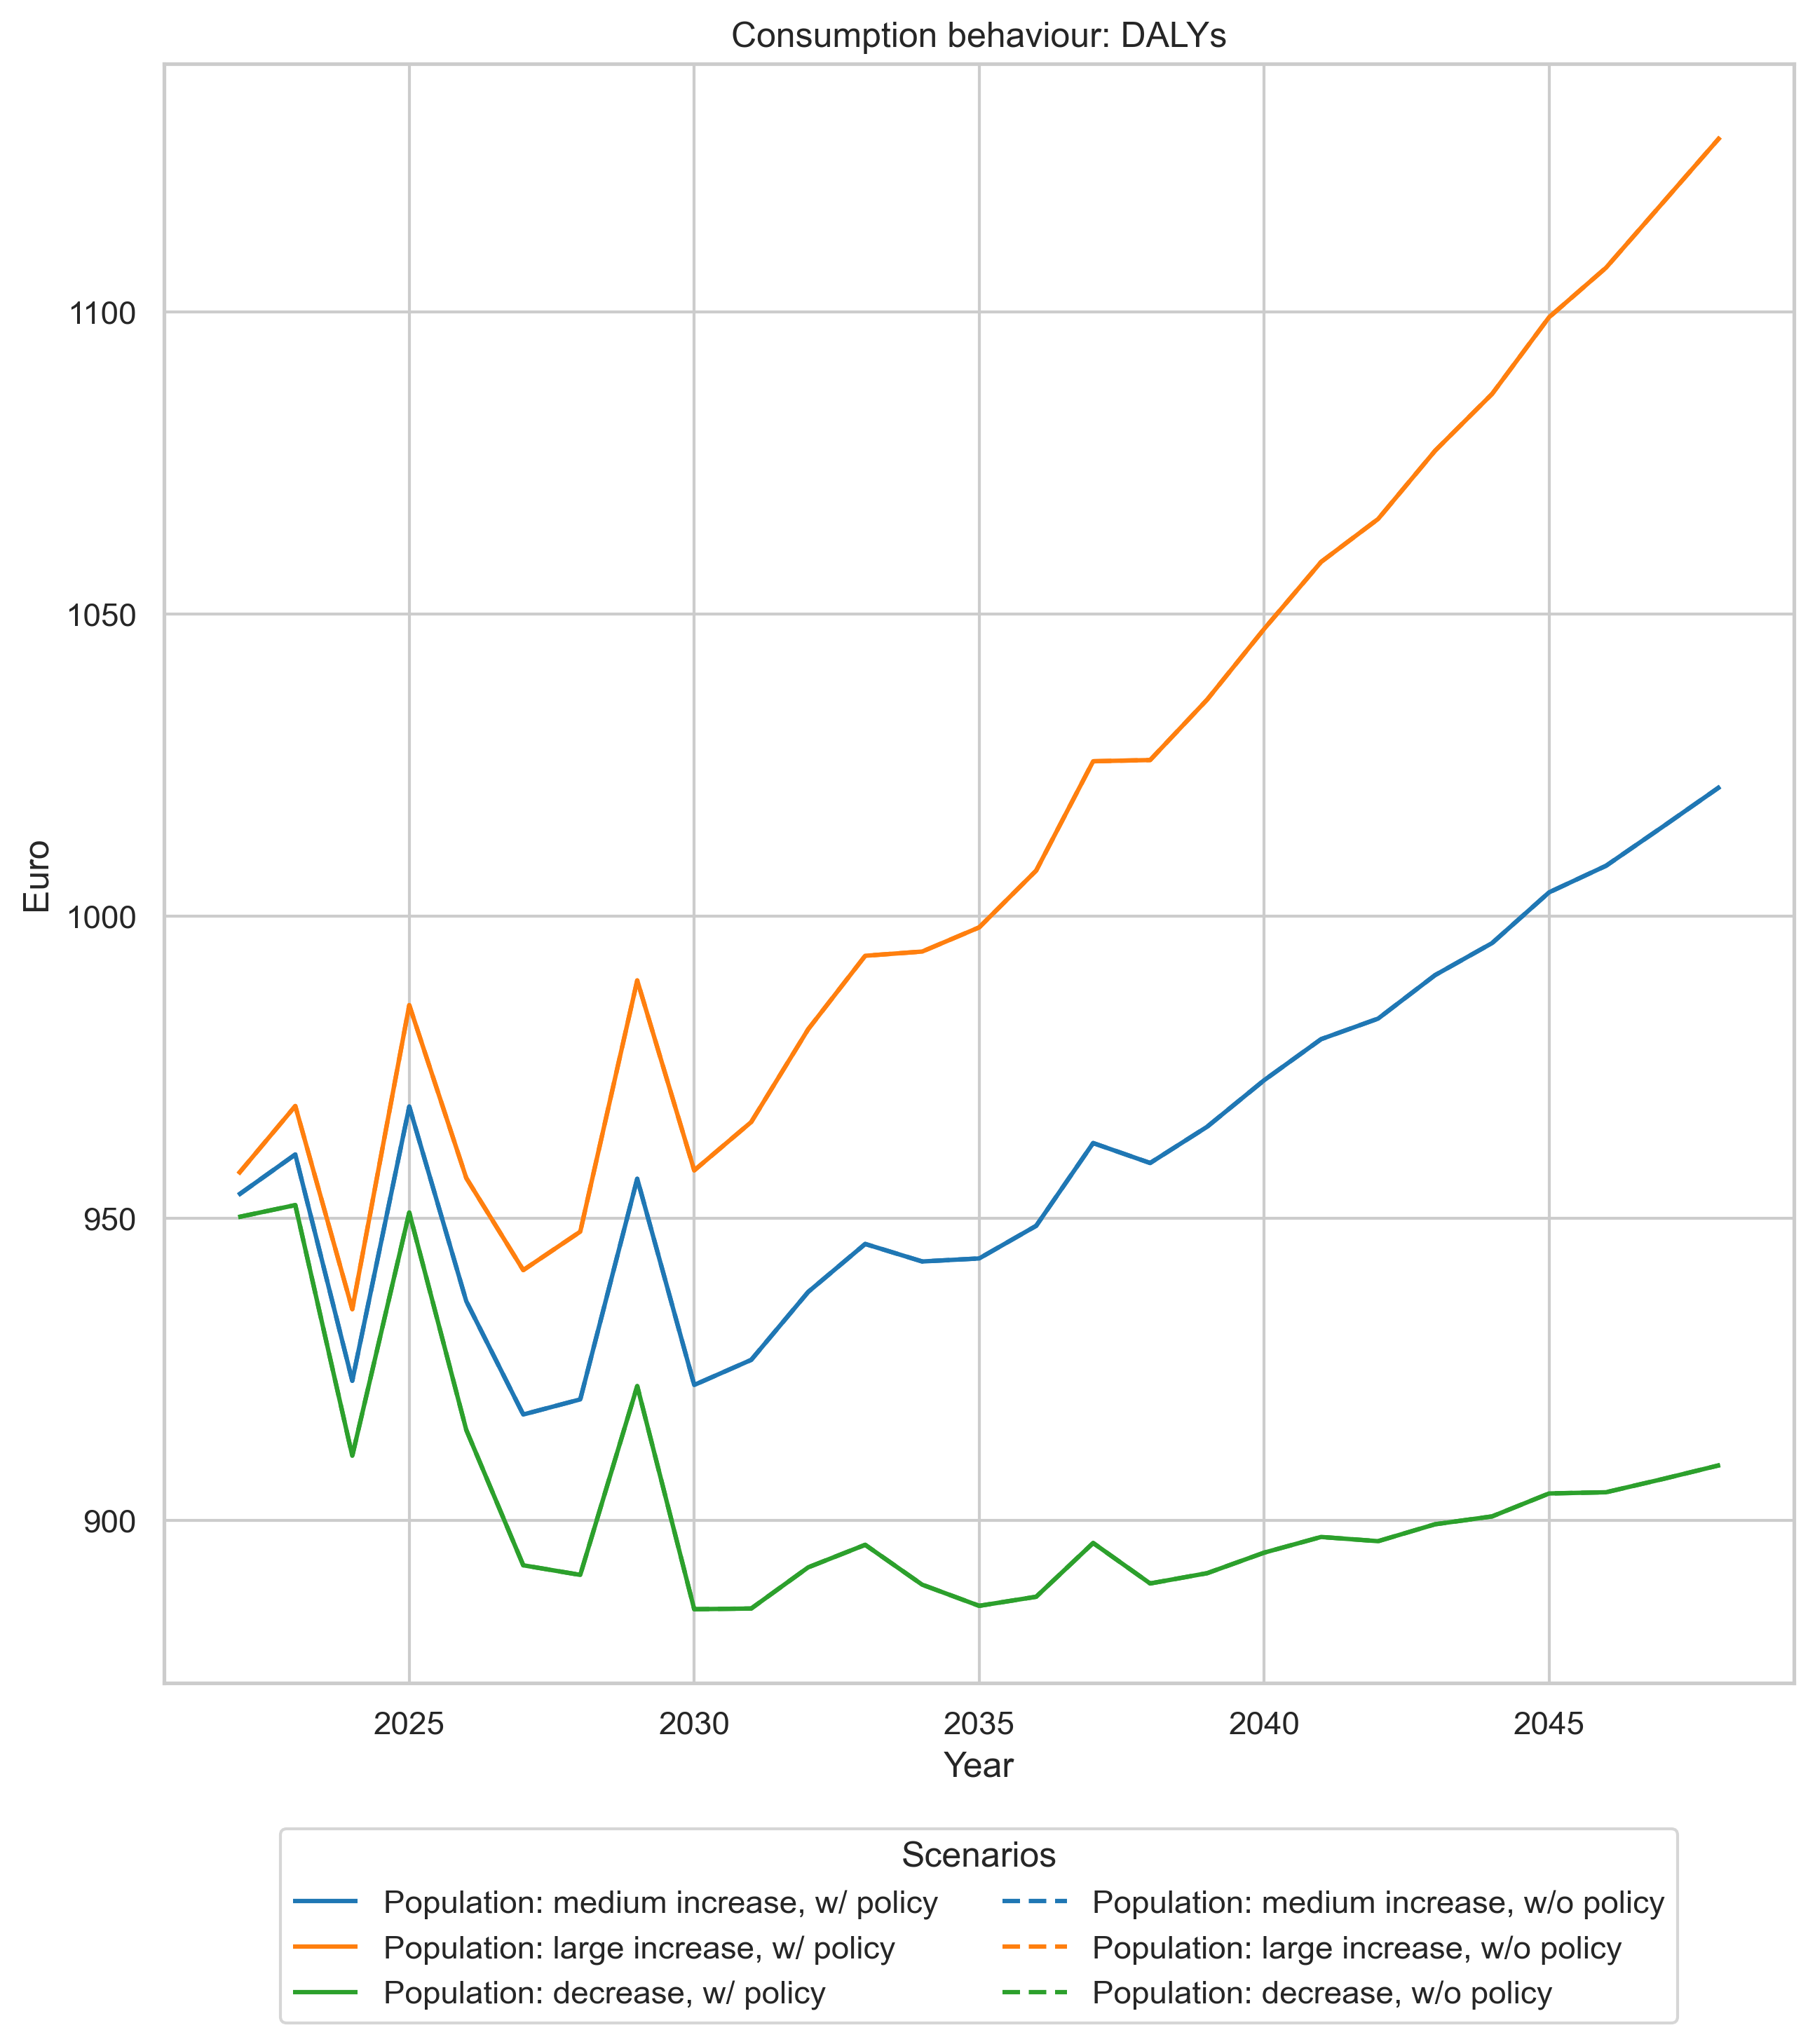 Consumption behaviour: DALYs
Euro
1100
1050
1000
950
900
2025 2030 2035 2040 2045
Year
Scenarios
Population: medium increase, w/ policy
Population: large increase, w/ policy
Population: decrease, w/ policy
Population: medium increase, w/o policy
Population: large increase, w/o policy
Population: decrease, w/o policy